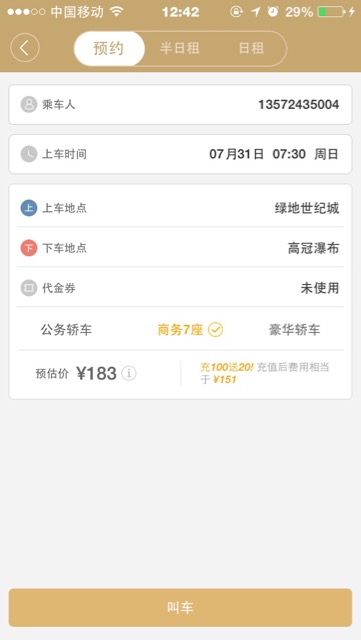 中国移动 12:42 29%
预约 半日租 日租
乘车人 13572435004
上车时间 07月31日 07:30 周日
上 上车地点 绿地世纪城
下 下车地点 高冠瀑布
代金券 未使用
公务轿车 商务7座 豪华轿车
预估价 ¥183
充100送20! 充值后费用相当
于 ¥151
叫车